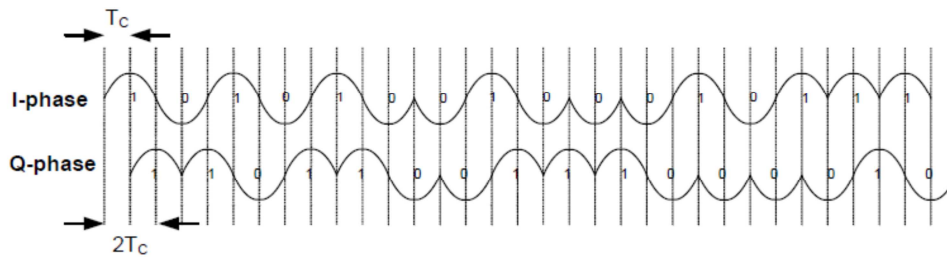 T_C
I-phase 1 0 1 0 1 0 0 1 0 0 0 1 0 1 1 1
Q-phase 1 1 0 1 1 0 0 1 1 1 0 0 0 0 1 0
2T_C